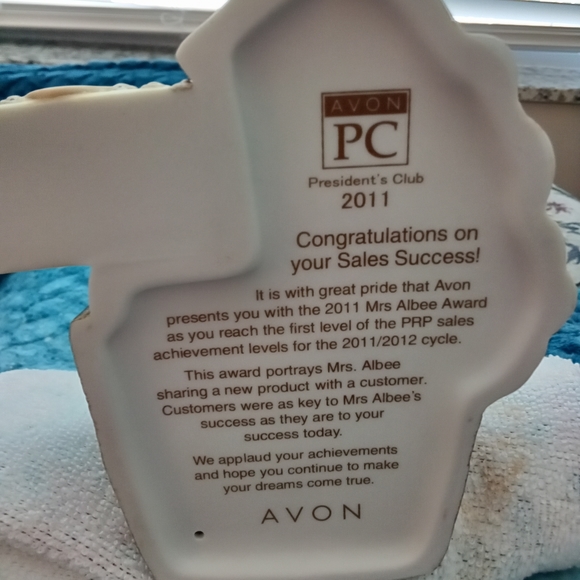 AVON
PC
President's Club
2011
Congratulations on
your Sales Success!
It is with great pride that Avon
presents you with the 2011 Mrs Albee Award
as you reach the first level of the PRP sales
achievement levels for the 2011/2012 cycle.
This award portrays Mrs. Albee
sharing a new product with a customer.
Customers were as key to Mrs Albee's
success as they are to your
success today.
We applaud your achievements
and hope you continue to make
your dreams come true.
AVON